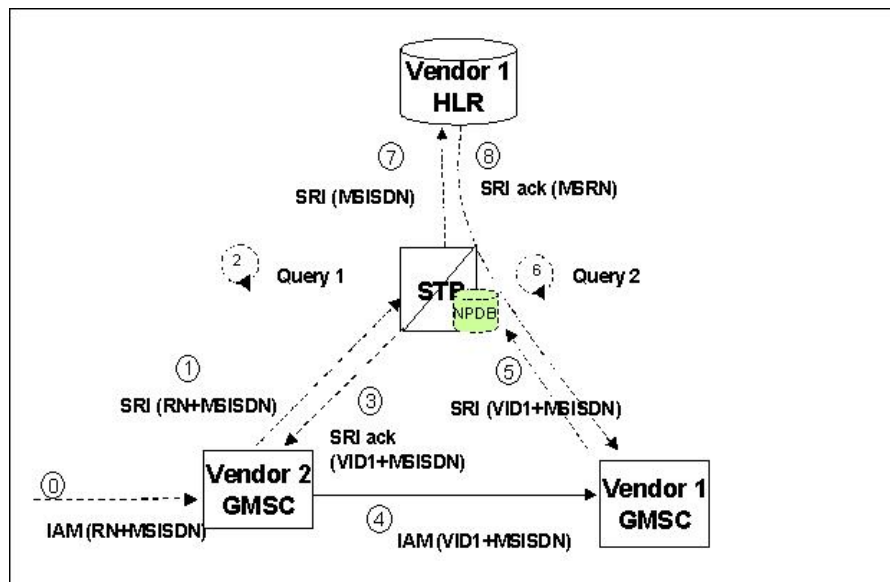 Vendor 1
HLR
7
8
SRI (MSISDN)
SRI ack (MSRN)
2
Query 1
6
Query 2
STP
NPDB
1
5
SRI (RN+MSISDN)
3
SRI (VID1+MSISDN)
SRI ack
(VID1+MSISDN)
0
Vendor 2
GMSC
Vendor 1
GMSC
IAM (RN+MSISDN)
4
IAM (VID1+MSISDN)